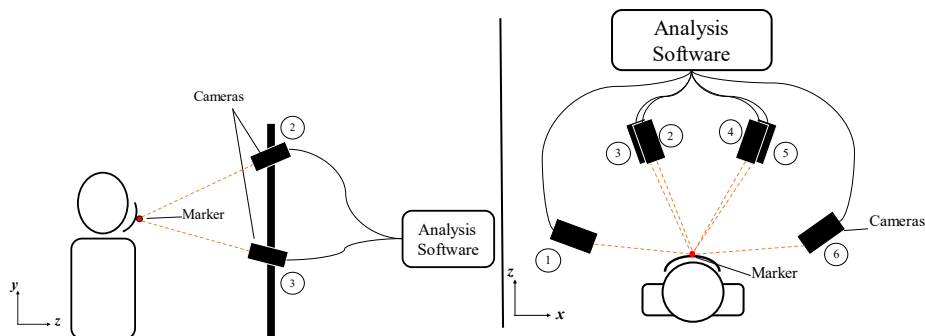 Cameras
2
Marker
Analysis
Software
3
y
z
Analysis
Software
3
2
4
5
1
6
Cameras
Marker
z
x